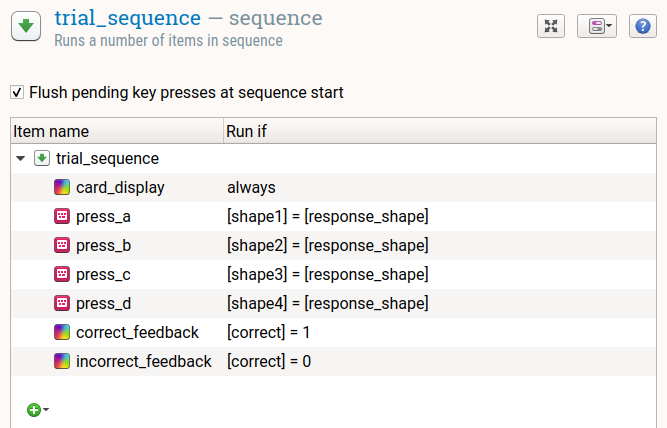 trial_sequence — sequence
Runs a number of items in sequence
Flush pending key presses at sequence start
Item name Run if
trial_sequence
card_display always
press_a [shape1] = [response_shape]
press_b [shape2] = [response_shape]
press_c [shape3] = [response_shape]
press_d [shape4] = [response_shape]
correct_feedback [correct] = 1
incorrect_feedback [correct] = 0